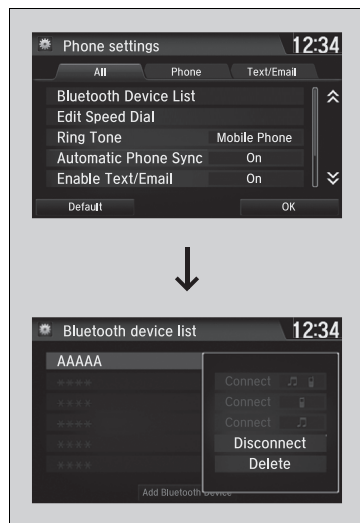 Phone settings 12:34
All Phone Text/Email
Bluetooth Device List
Edit Speed Dial
Ring Tone Mobile Phone
Automatic Phone Sync On
Enable Text/Email On
Default OK
Bluetooth device list 12:34
AAAAA
**** Connect
**** Connect
**** Connect
**** Disconnect
**** Delete
Add Bluetooth Device